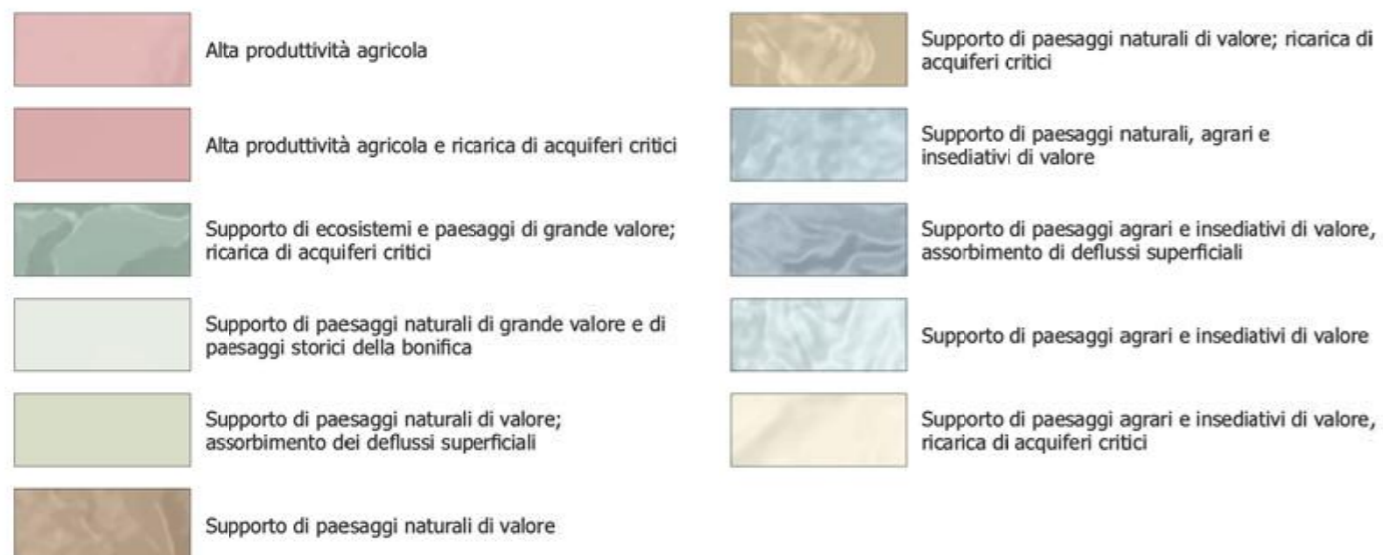 Alta produttività agricola
Alta produttività agricola e ricarica di acquiferi critici
Supporto di ecosistemi e paesaggi di grande valore;
ricarica di acquiferi critici
Supporto di paesaggi naturali di grande valore e di
paesaggi storici della bonifica
Supporto di paesaggi naturali di valore;
assorbimento dei deflussi superficiali
Supporto di paesaggi naturali di valore
Supporto di paesaggi naturali di valore; ricarica di
acquiferi critici
Supporto di paesaggi naturali, agrari e
insediativi di valore
Supporto di paesaggi agrari e insediativi di valore,
assorbimento di deflussi superficiali
Supporto di paesaggi agrari e insediativi di valore
Supporto di paesaggi agrari e insediativi di valore,
ricarica di acquiferi critici